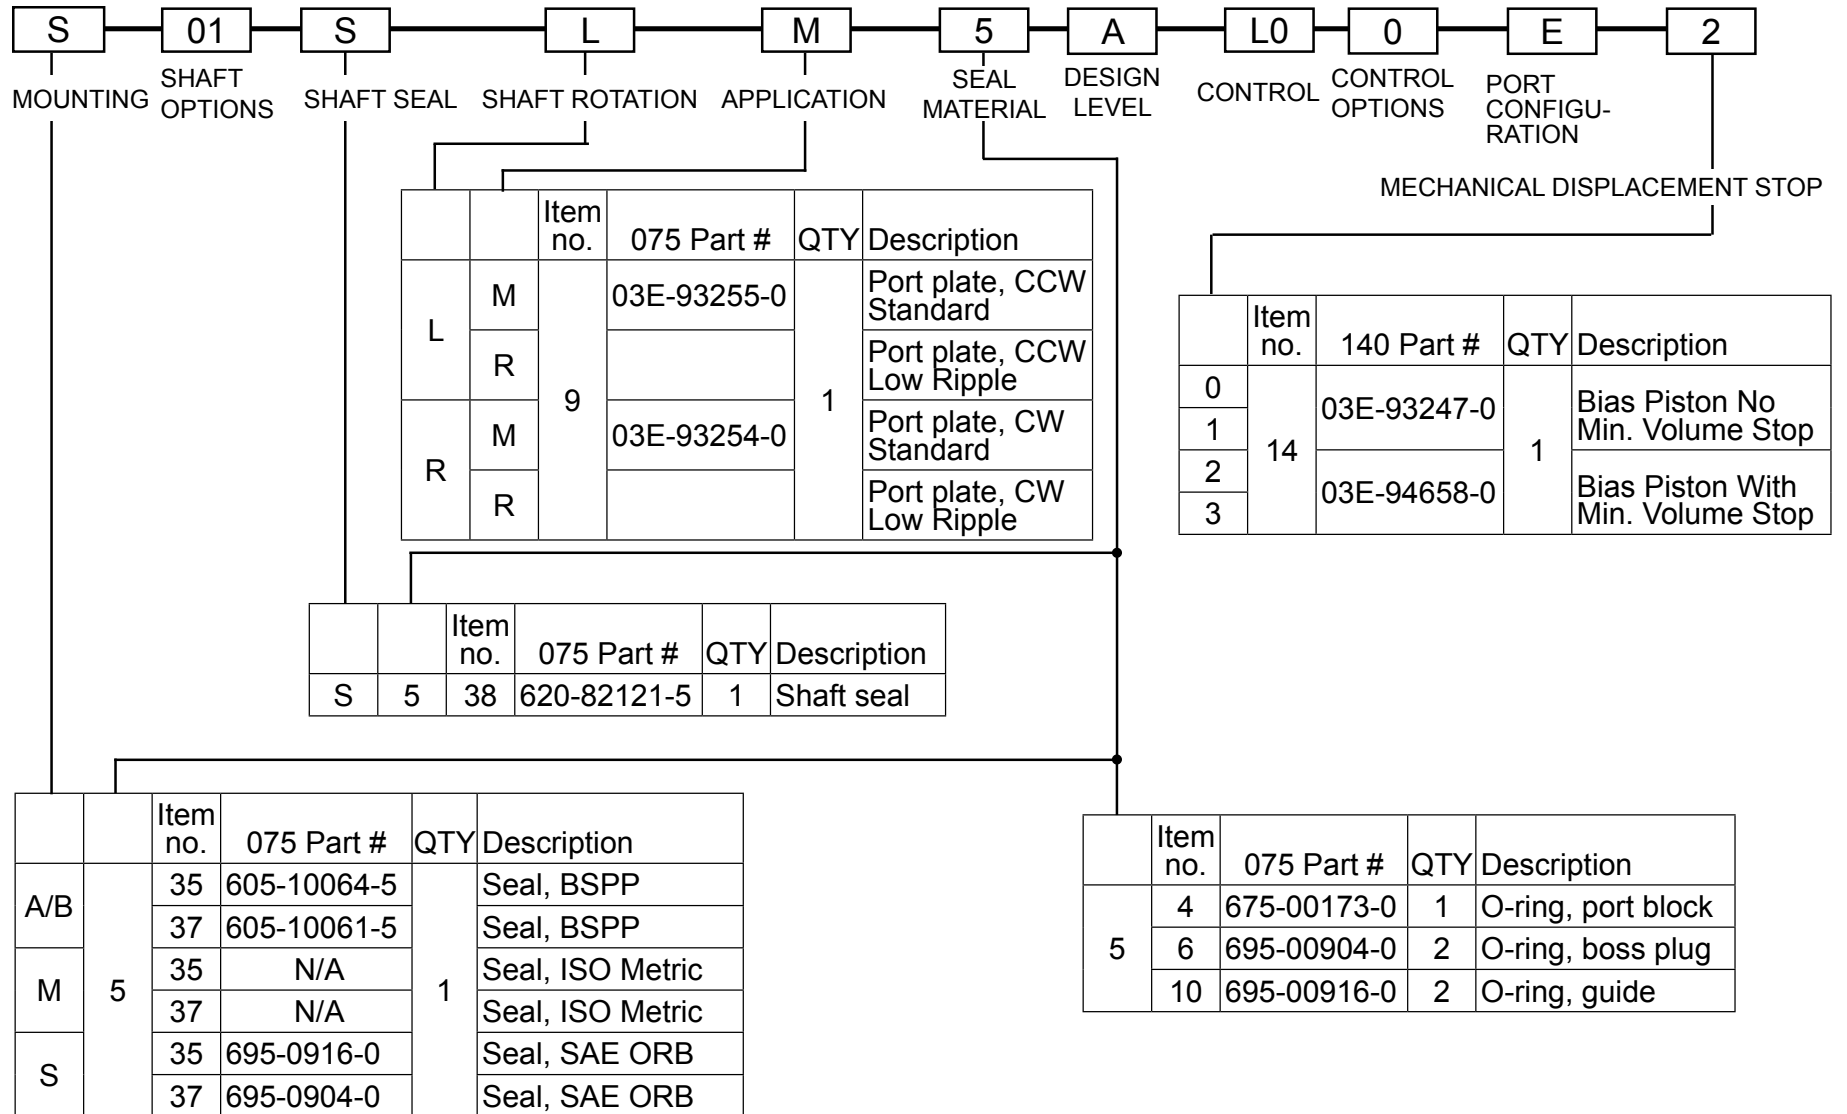 S 01 S L M 5 A L0 0 E 2
MOUNTING
SHAFT
OPTIONS
SHAFT SEAL
SHAFT ROTATION
APPLICATION
SEAL
MATERIAL
DESIGN
LEVEL
CONTROL
CONTROL
OPTIONS
PORT
CONFIGU-
RATION
MECHANICAL DISPLACEMENT STOP
Item
no. 075 Part # QTY Description
L M 9 03E-93255-0 1 Port plate, CCW
Standard
R Port plate, CCW
Low Ripple
R M 03E-93254-0 Port plate, CW
Standard
R Port plate, CW
Low Ripple
Item
no. 140 Part # QTY Description
0
1
14 03E-93247-0 1 Bias Piston No
Min. Volume Stop
2
3
03E-94658-0 Bias Piston With
Min. Volume Stop
Item
no. 075 Part # QTY Description
S 5 38 620-82121-5 1 Shaft seal
Item
no. 075 Part # QTY Description
A/B 5 35 605-10064-5 1 Seal, BSPP
37 605-10061-5 Seal, BSPP
M 35 N/A Seal, ISO Metric
37 N/A Seal, ISO Metric
S 35 695-0916-0 Seal, SAE ORB
37 695-0904-0 Seal, SAE ORB
Item
no. 075 Part # QTY Description
5 4 675-00173-0 1 O-ring, port block
6 695-00904-0 2 O-ring, boss plug
10 695-00916-0 2 O-ring, guide